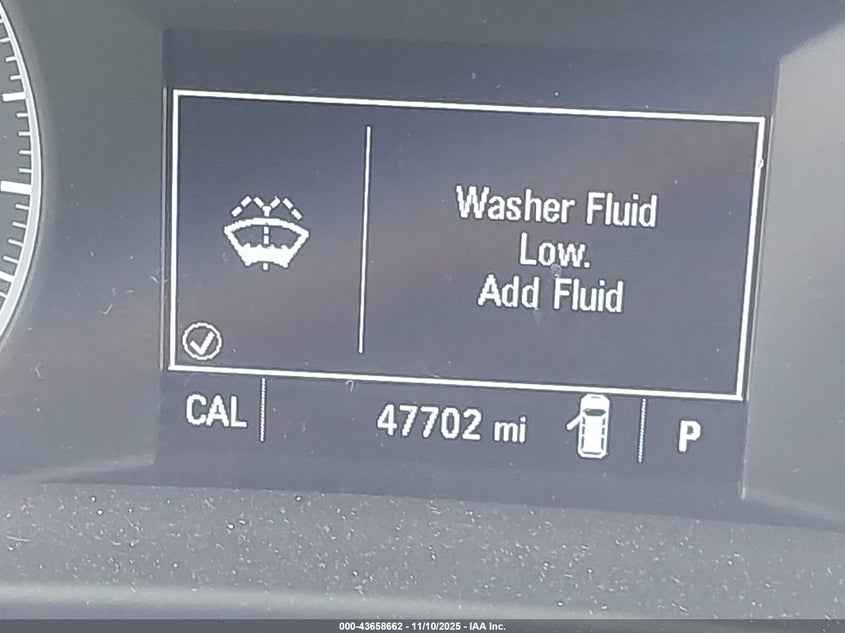 Washer Fluid
Low.
Add Fluid
CAL
47702 mi
P
000-43658662 - 11/10/2025 - IAA Inc.